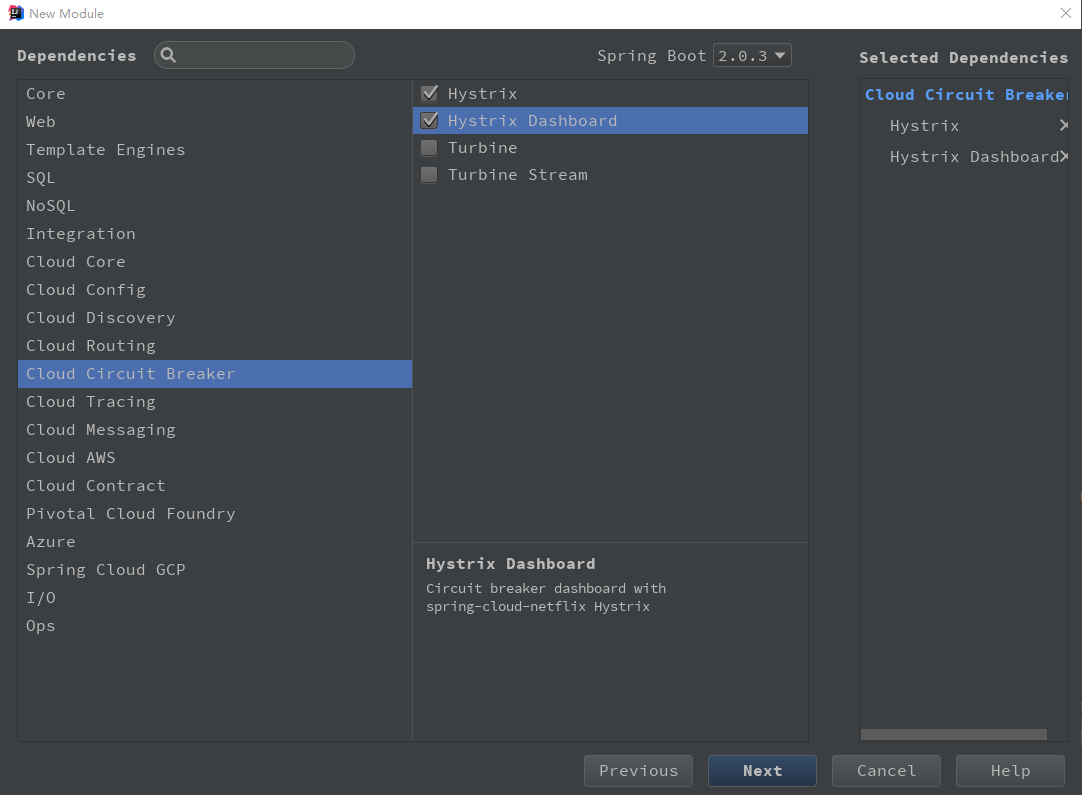 New Module
Dependencies
Spring Boot 2.0.3
Selected Dependencies
Core
Web
Template Engines
SQL
NoSQL
Integration
Cloud Core
Cloud Config
Cloud Discovery
Cloud Routing
Cloud Circuit Breaker
Cloud Tracing
Cloud Messaging
Cloud AWS
Cloud Contract
Pivotal Cloud Foundry
Azure
Spring Cloud GCP
I/O
Ops
Hystrix
Hystrix Dashboard
Turbine
Turbine Stream
Hystrix Dashboard
Circuit breaker dashboard with
spring-cloud-netflix Hystrix
Cloud Circuit Breaker
Hystrix
Hystrix Dashboard
Previous
Next
Cancel
Help